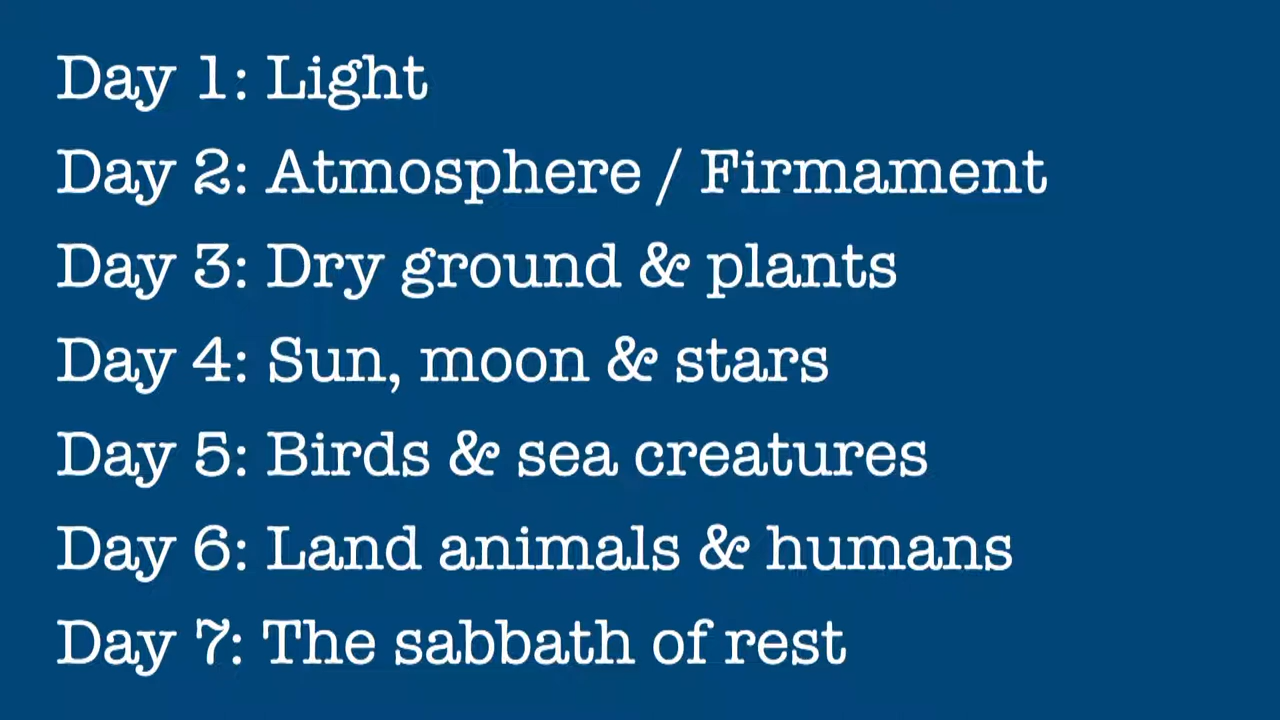 Day 1: Light
Day 2: Atmosphere / Firmament
Day 3: Dry ground & plants
Day 4: Sun, moon & stars
Day 5: Birds & sea creatures
Day 6: Land animals & humans
Day 7: The sabbath of rest